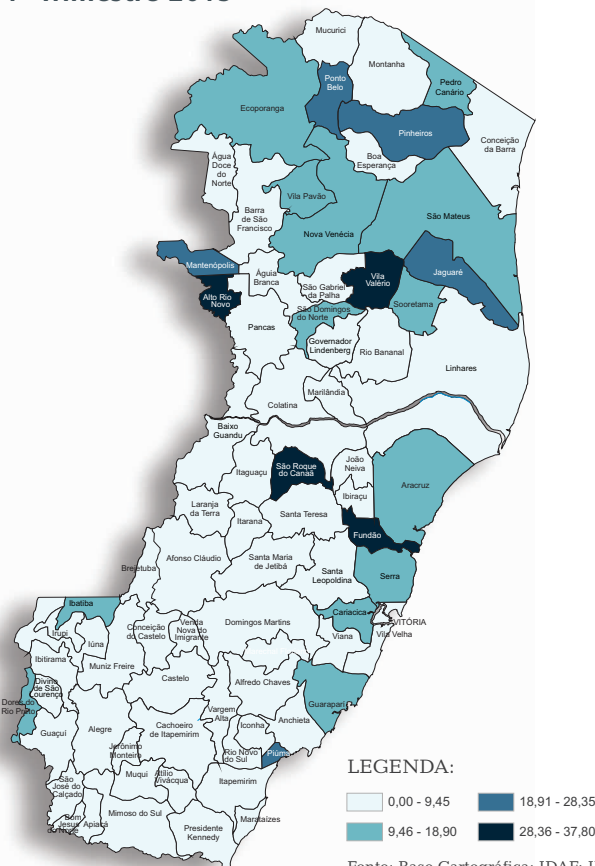 Mucurici
Montanha
Ponto
Belo
Pedro
Canário
Ecoporanga
Pinheiros
Conceição
da Barra
Água
Doce
do
Norte
Boa
Esperança
Vila Pavão
Barra
de São
Francisco
São Mateus
Nova Venécia
Mantenópolis
Águia
Branca
Vila
Valério
Jaguaré
São Gabriel
da Palha
Alto Rio
Novo
Sooretama
São Domingos
do Norte
Pancas
Governador
Lindenberg
Rio Bananal
Linhares
Marilândia
Colatina
Baixo
Guandu
São Roque
do Canaã
João
Neiva
Itaguaçu
Aracruz
Ibiraçu
Laranja
da Terra
Itarana
Santa Teresa
Fundão
Afonso Cláudio
Santa Maria
de Jetibá
Brejetuba
Santa
Leopoldina
Serra
Ibatiba
Cariacica
VITÓRIA
Conceição
do Castelo
Venda
Nova do
Imigrante
Domingos Martins
Viana
Vila Velha
Irupi
Iúna
Ibitirama
Muniz Freire
Castelo
Alfredo Chaves
Divino
de São
Lourenço
Dores do
Rio Preto
Guarapari
Vargem
Alta
Anchieta
Guaçuí
Alegre
Cachoeiro
de Itapemirim
Iconha
Jerônimo
Monteiro
Rio Novo
do Sul
Piúma
Muqui
Atílio
Vivácqua
Itapemirim
São
José do
Calçado
Bom
Jesus
do Norte
Apiacá
Mimoso do Sul
Presidente
Kennedy
Marataízes
LEGENDA:
0,00 - 9,45
18,91 - 28,35
9,46 - 18,90
28,36 - 37,80